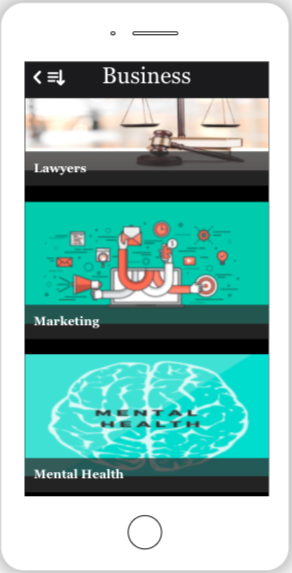 Business
Lawyers
Marketing
MENTAL
HEALTH
Mental Health